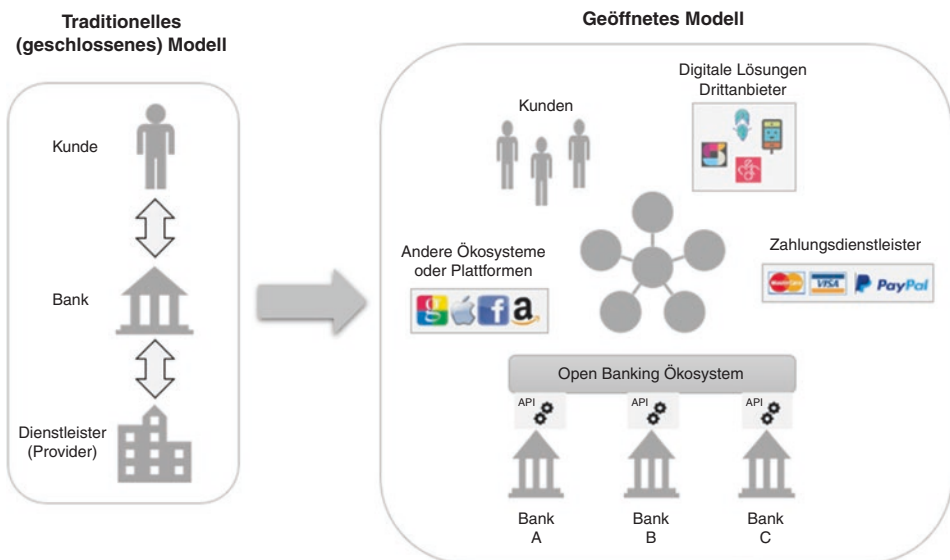 Traditionelles
(geschlossenes) Modell
Kunde
Bank
Dienstleister
(Provider)
Geöffnetes Modell
Kunden
Digitale Lösungen
Drittanbieter
Andere Ökosysteme
oder Plattformen
g
f
a
Zahlungsdienstleister
MasterCard
VISA
PayPal
Open Banking Ökosystem
API
API
API
Bank
A
Bank
B
Bank
C